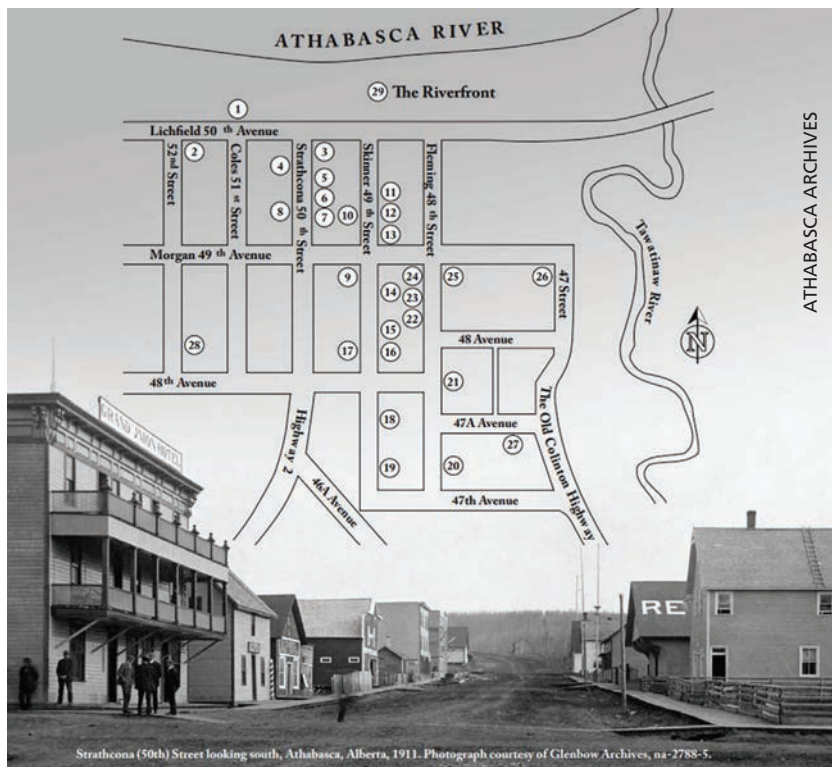 ATHABASCA RIVER
29 The Riverfront
1
Lichfield 50 th Avenue
52nd Street
2
Coles 51 st Street
4
8
Strathcona 50 th Street
3
5
6
7
10
Skinner 49 th Street
11
12
13
Fleming 48 th Street
Morgan 49 th Avenue
9
14
24
23
22
15
16
17
25
26
47 Street
Tawatinaw River
N
28
48 Avenue
48th Avenue
21
18
47A Avenue
The Old Colinton Highway
Highway 2
46A Avenue
27
19
20
47th Avenue
ATHABASCA ARCHIVES
GRAND UNION HOTEL
RE
Strathcona (50th) Street looking south, Athabasca, Alberta, 1911. Photograph courtesy of Glenbow Archives, na-2788-5.